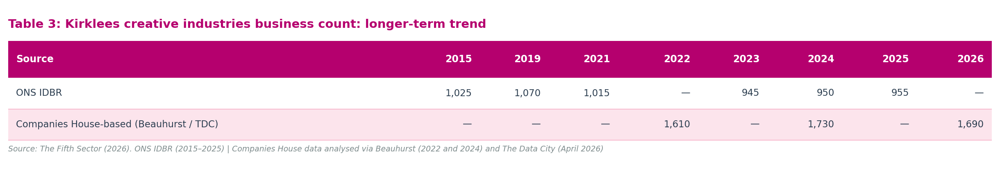 Table 3: Kirklees creative industries business count: longer-term trend
Source 2015 2019 2021 2022 2023 2024 2025 2026
ONS IDBR 1,025 1,070 1,015 — 945 950 955 —
Companies House-based (Beauhurst / TDC) — — — 1,610 — 1,730 — 1,690
Source: The Fifth Sector (2026). ONS IDBR (2015–2025) | Companies House data analysed via Beauhurst (2022 and 2024) and The Data City (April 2026)